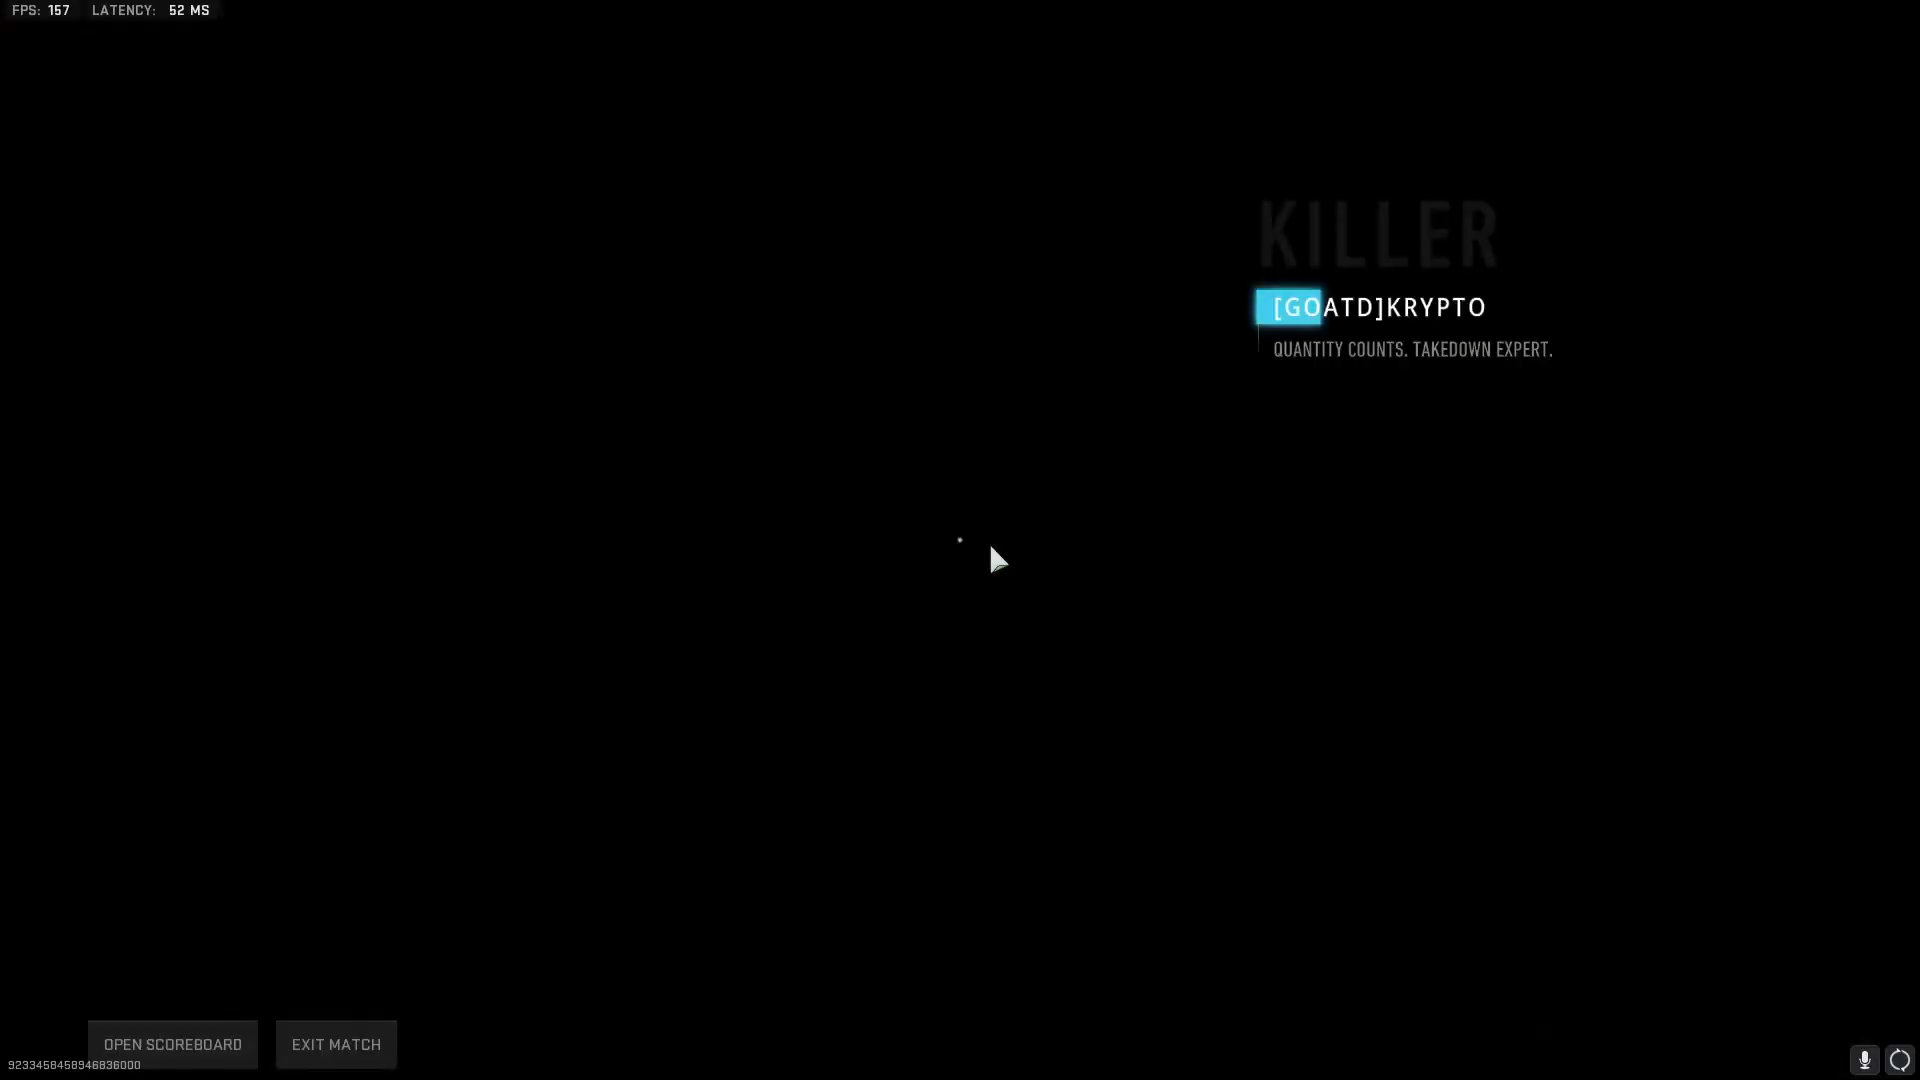 FPS: 157 LATENCY: 52 MS
KILLER
[GOATD]KRYPTO
QUANTITY COUNTS. TAKEDOWN EXPERT.
OPEN SCOREBOARD EXIT MATCH
9233458458946836000